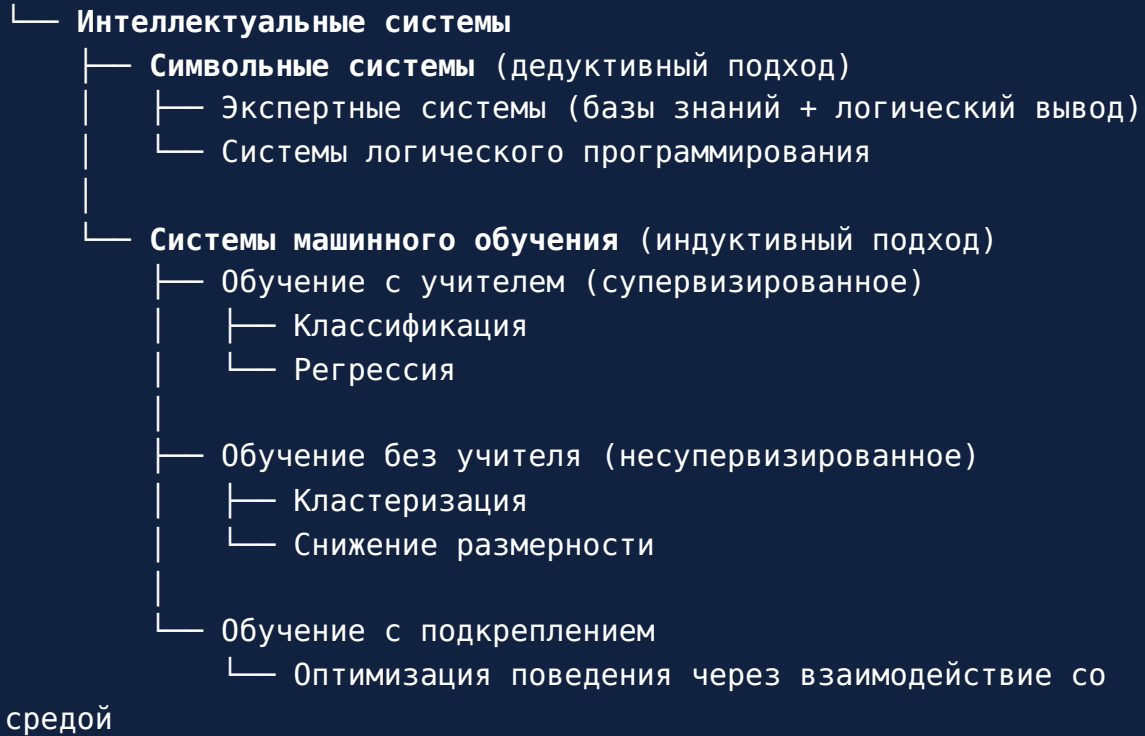 └── Интеллектуальные системы
    ├── Символьные системы (дедуктивный подход)
    │   ├── Экспертные системы (базы знаний + логический вывод)
    │   └── Системы логического программирования
    │
    └── Системы машинного обучения (индуктивный подход)
        ├── Обучение с учителем (супервизированное)
        │   ├── Классификация
        │   └── Регрессия
        │
        ├── Обучение без учителя (несупервизированное)
        │   ├── Кластеризация
        │   └── Снижение размерности
        │
        └── Обучение с подкреплением
            └── Оптимизация поведения через взаимодействие со
средой